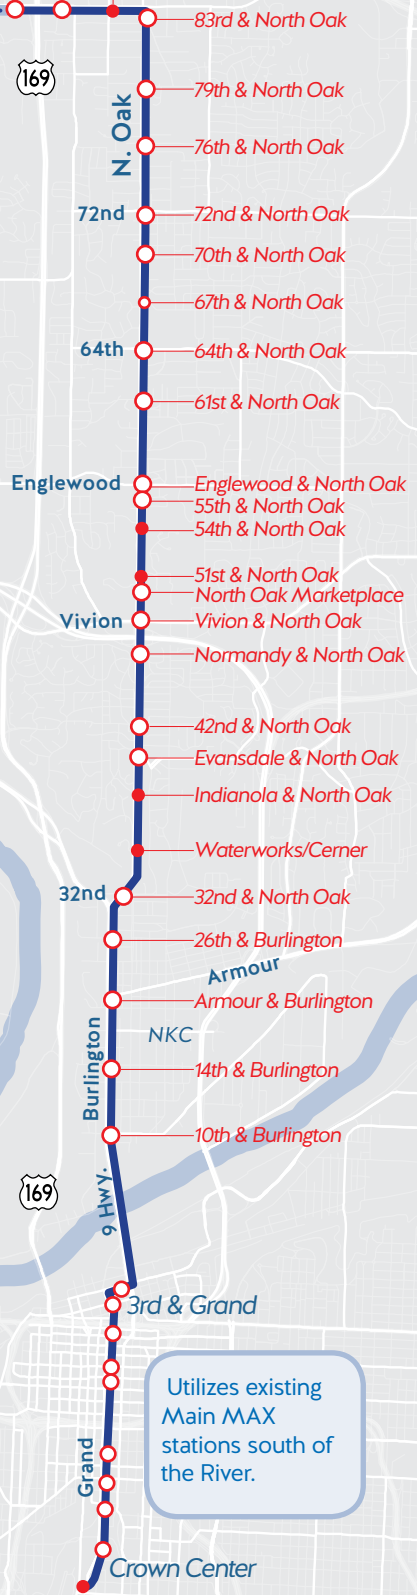 83rd & North Oak
169
79th & North Oak
N. Oak
76th & North Oak
72nd
72nd & North Oak
70th & North Oak
67th & North Oak
64th
64th & North Oak
61st & North Oak
Englewood
Englewood & North Oak
55th & North Oak
54th & North Oak
51st & North Oak
North Oak Marketplace
Vivion
Vivion & North Oak
Normandy & North Oak
42nd & North Oak
Evansdale & North Oak
Indianola & North Oak
Waterworks/Cerner
32nd
32nd & North Oak
26th & Burlington
Armour
Armour & Burlington
NKC
Burlington
14th & Burlington
10th & Burlington
169
9 Hwy.
3rd & Grand
Utilizes existing
Main MAX
stations south of
the River.
Grand
Crown Center